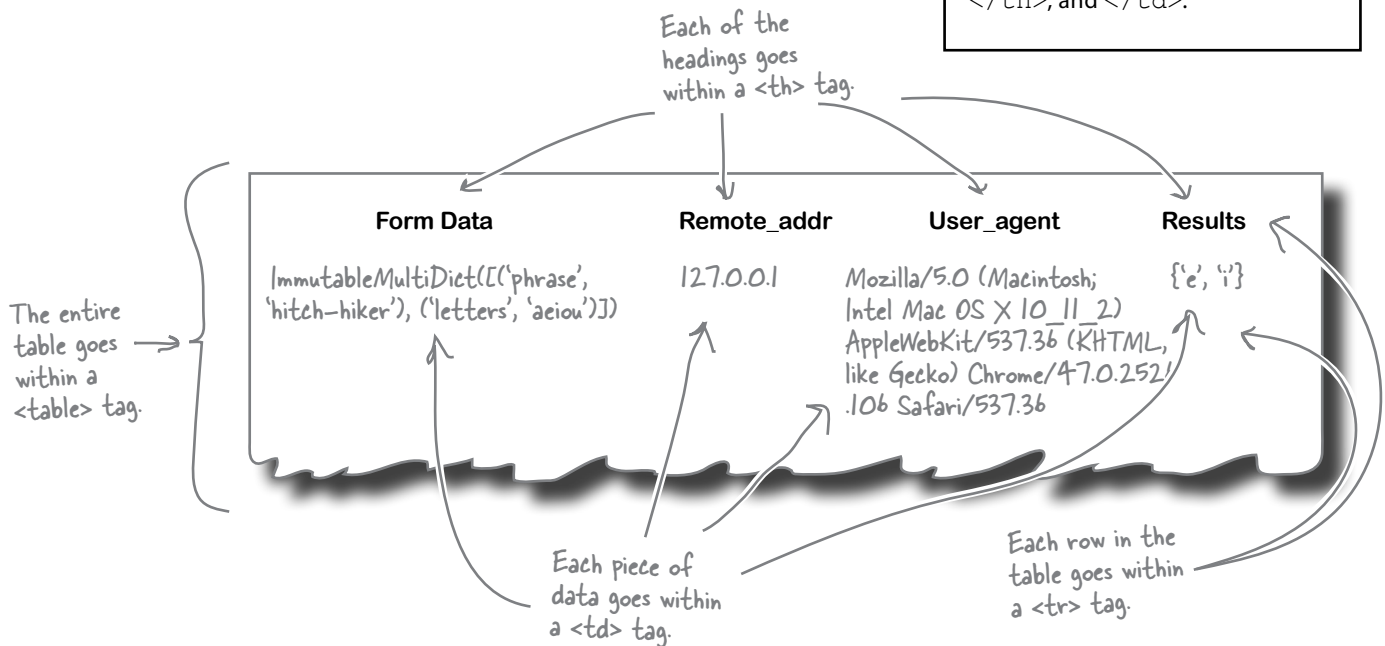 </th>, and </td>.
Each of the
headings goes
within a <th> tag.
Form Data Remote_addr User_agent Results
ImmutableMultiDict([('phrase',
'hitch-hiker'), ('letters', 'aeiou')])
127.0.0.1
Mozilla/5.0 (Macintosh;
Intel Mac OS X 10_11_2)
AppleWebKit/537.36 (KHTML,
like Gecko) Chrome/47.0.2526
.106 Safari/537.36
{'e', 'i'}
The entire
table goes
within a
<table> tag.
Each piece of
data goes within
a <td> tag.
Each row in the
table goes within
a <tr> tag.